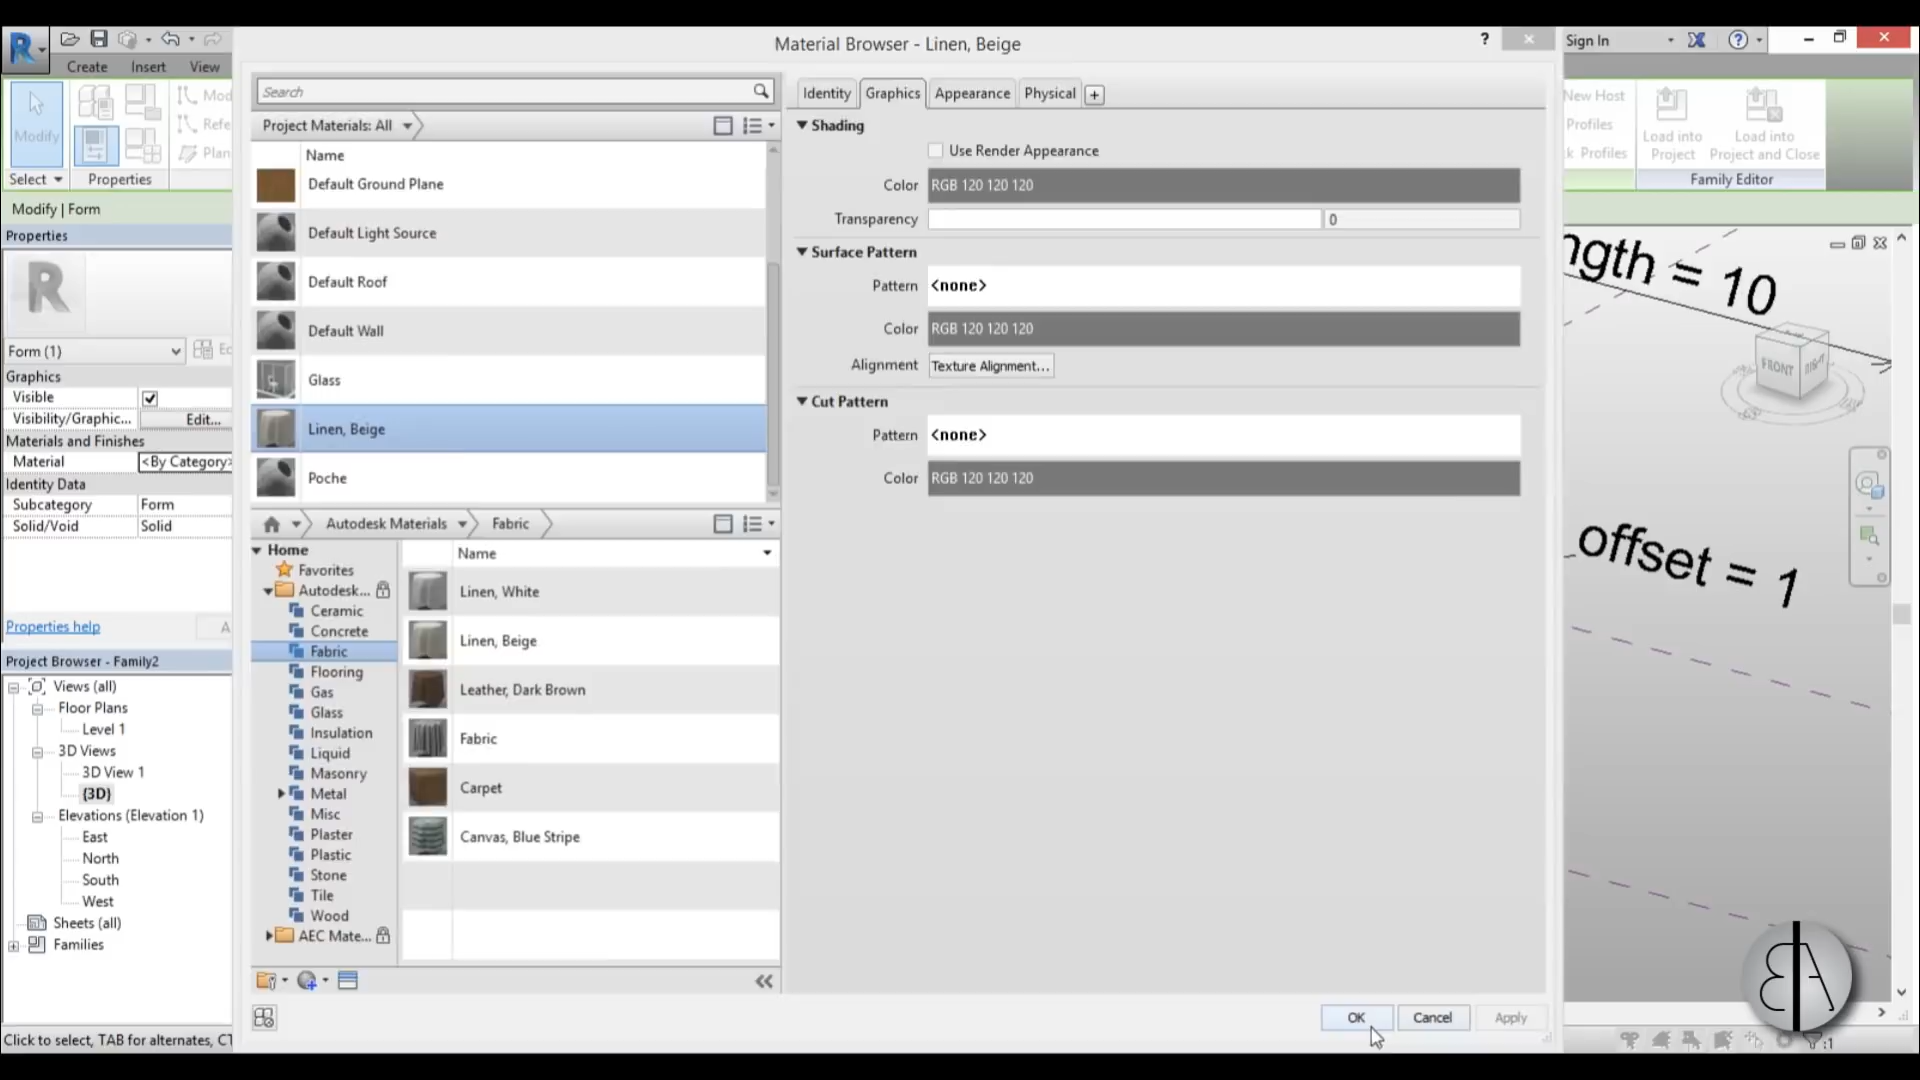 Material Browser - Linen, Beige
?
Sign In
Create
Insert
View
Modify
Select
Properties
New Host
Profiles
Profiles
Load into
Project
Load into
Project and Close
Family Editor
Modify | Form
Properties
Form (1)
Graphics
Visible
Visibility/Graphic...
Edit...
Materials and Finishes
Material
<By Category>
Identity Data
Subcategory
Form
Solid/Void
Solid
Properties help
Project Browser - Family2
Views (all)
Floor Plans
Level 1
3D Views
3D View 1
{3D}
Elevations (Elevation 1)
East
North
South
West
Sheets (all)
Families
Click to select, TAB for alternates, CT
Search
Project Materials: All
Name
Default Ground Plane
Default Light Source
Default Roof
Default Wall
Glass
Linen, Beige
Poche
Autodesk Materials
Fabric
Home
Favorites
Autodesk...
Ceramic
Concrete
Fabric
Flooring
Gas
Glass
Insulation
Liquid
Masonry
Metal
Misc
Plaster
Plastic
Stone
Tile
Wood
AEC Mate...
Name
Linen, White
Linen, Beige
Leather, Dark Brown
Fabric
Carpet
Canvas, Blue Stripe
Identity
Graphics
Appearance
Physical
Shading
Use Render Appearance
Color
RGB 120 120 120
Transparency
0
Surface Pattern
Pattern
<none>
Color
RGB 120 120 120
Alignment
Texture Alignment...
Cut Pattern
Pattern
<none>
Color
RGB 120 120 120
OK
Cancel
Apply
ngth = 10
FRONT
RIGHT
offset = 1
:1